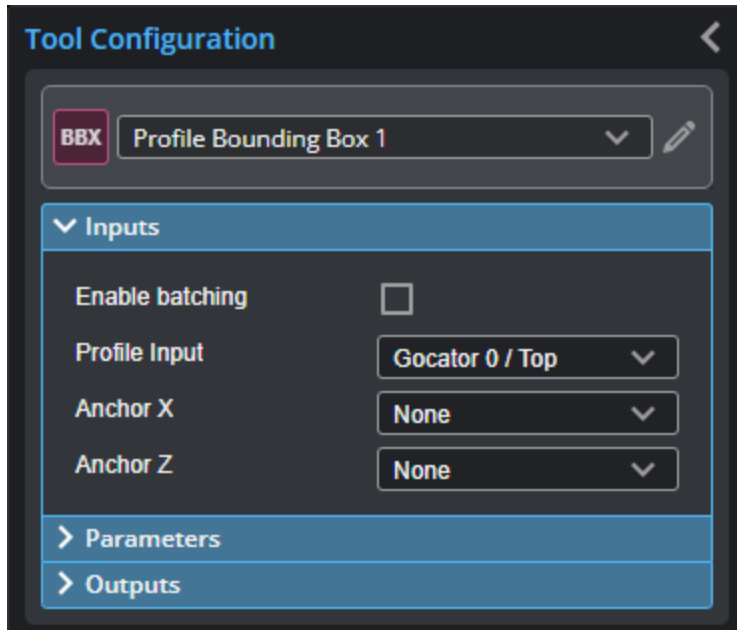 Tool Configuration
BBX Profile Bounding Box 1
Inputs
Enable batching
Profile Input Gocator 0 / Top
Anchor X None
Anchor Z None
Parameters
Outputs